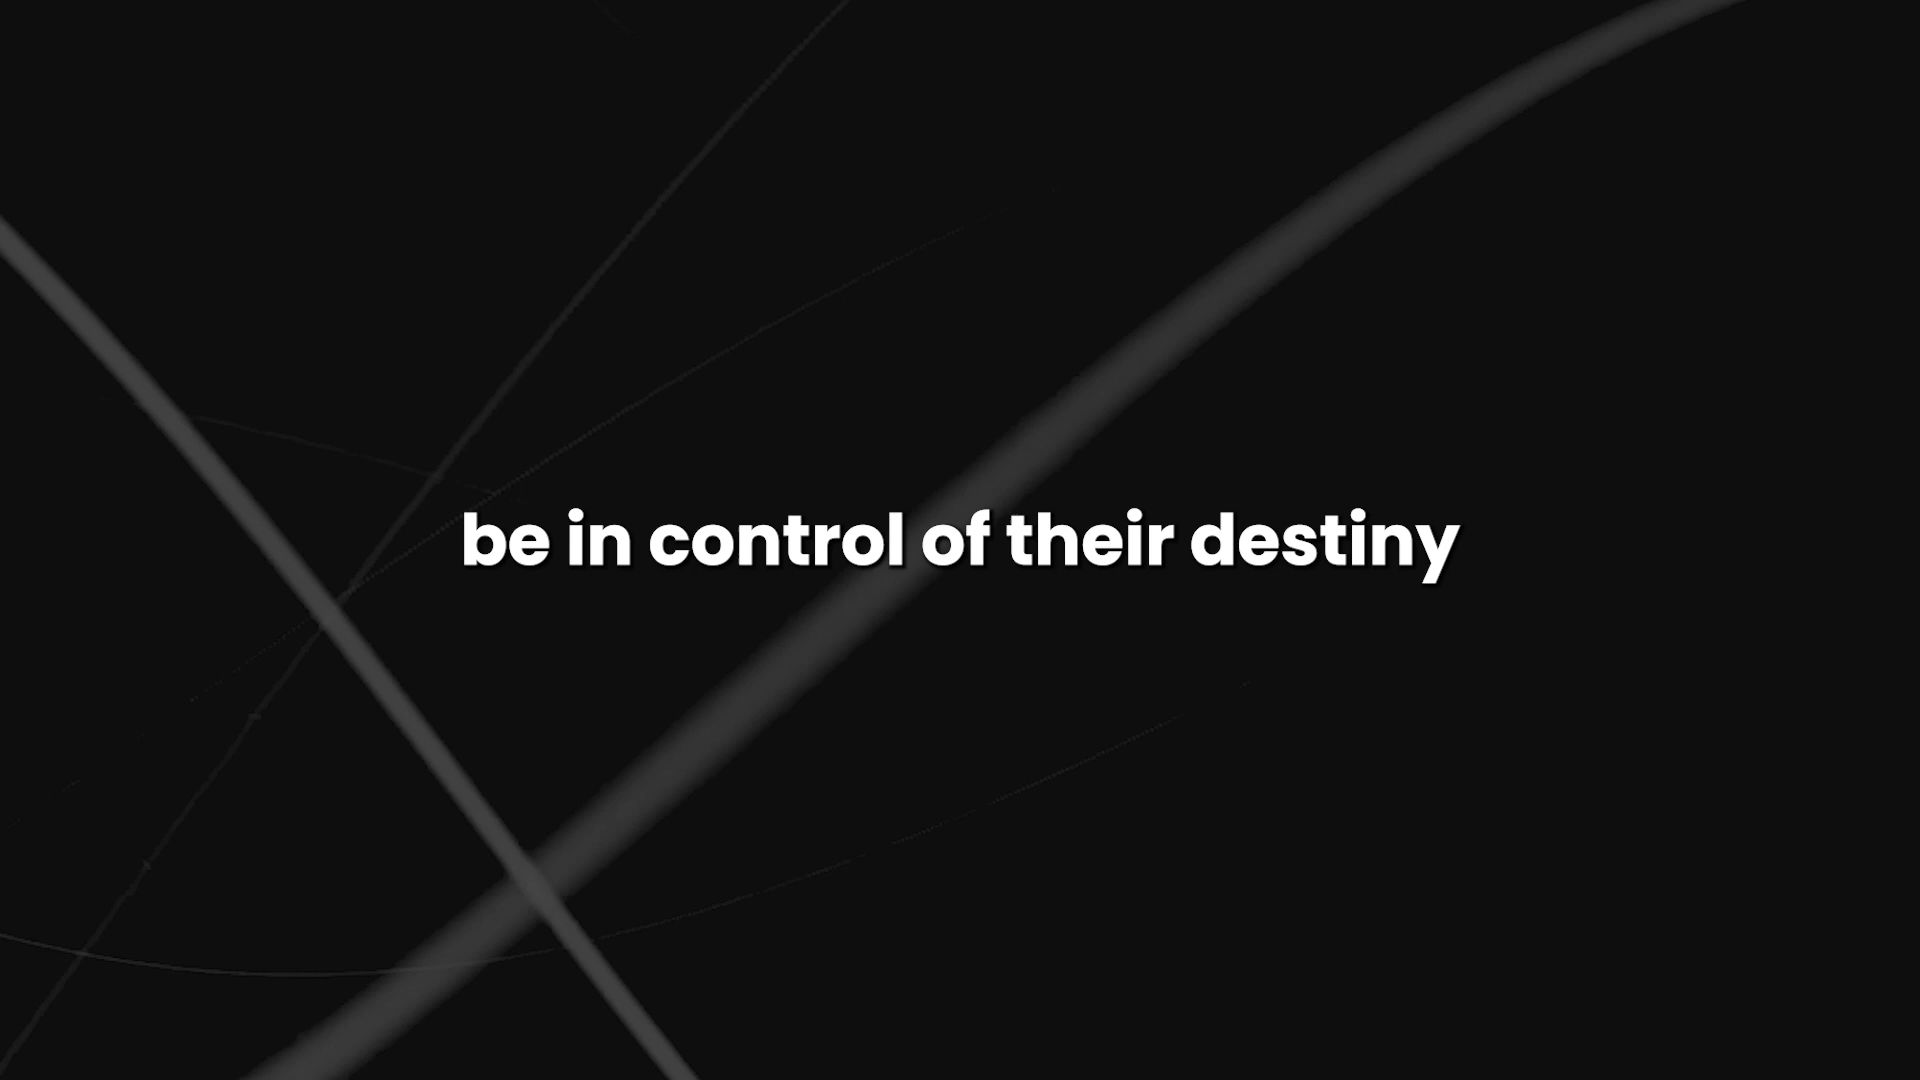 be in control of their destiny